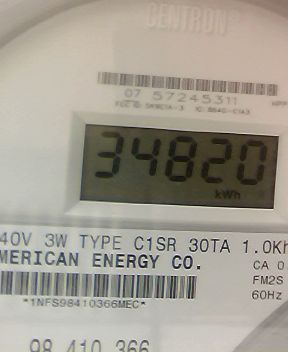 CENTRON
07 57245311
34820
kWh
40V 3W TYPE C1SR 30TA 1.0Kh
MERICAN ENERGY CO.
CA 0.
FM2S
60Hz
*1NFS98410366MEC*
98 410 366